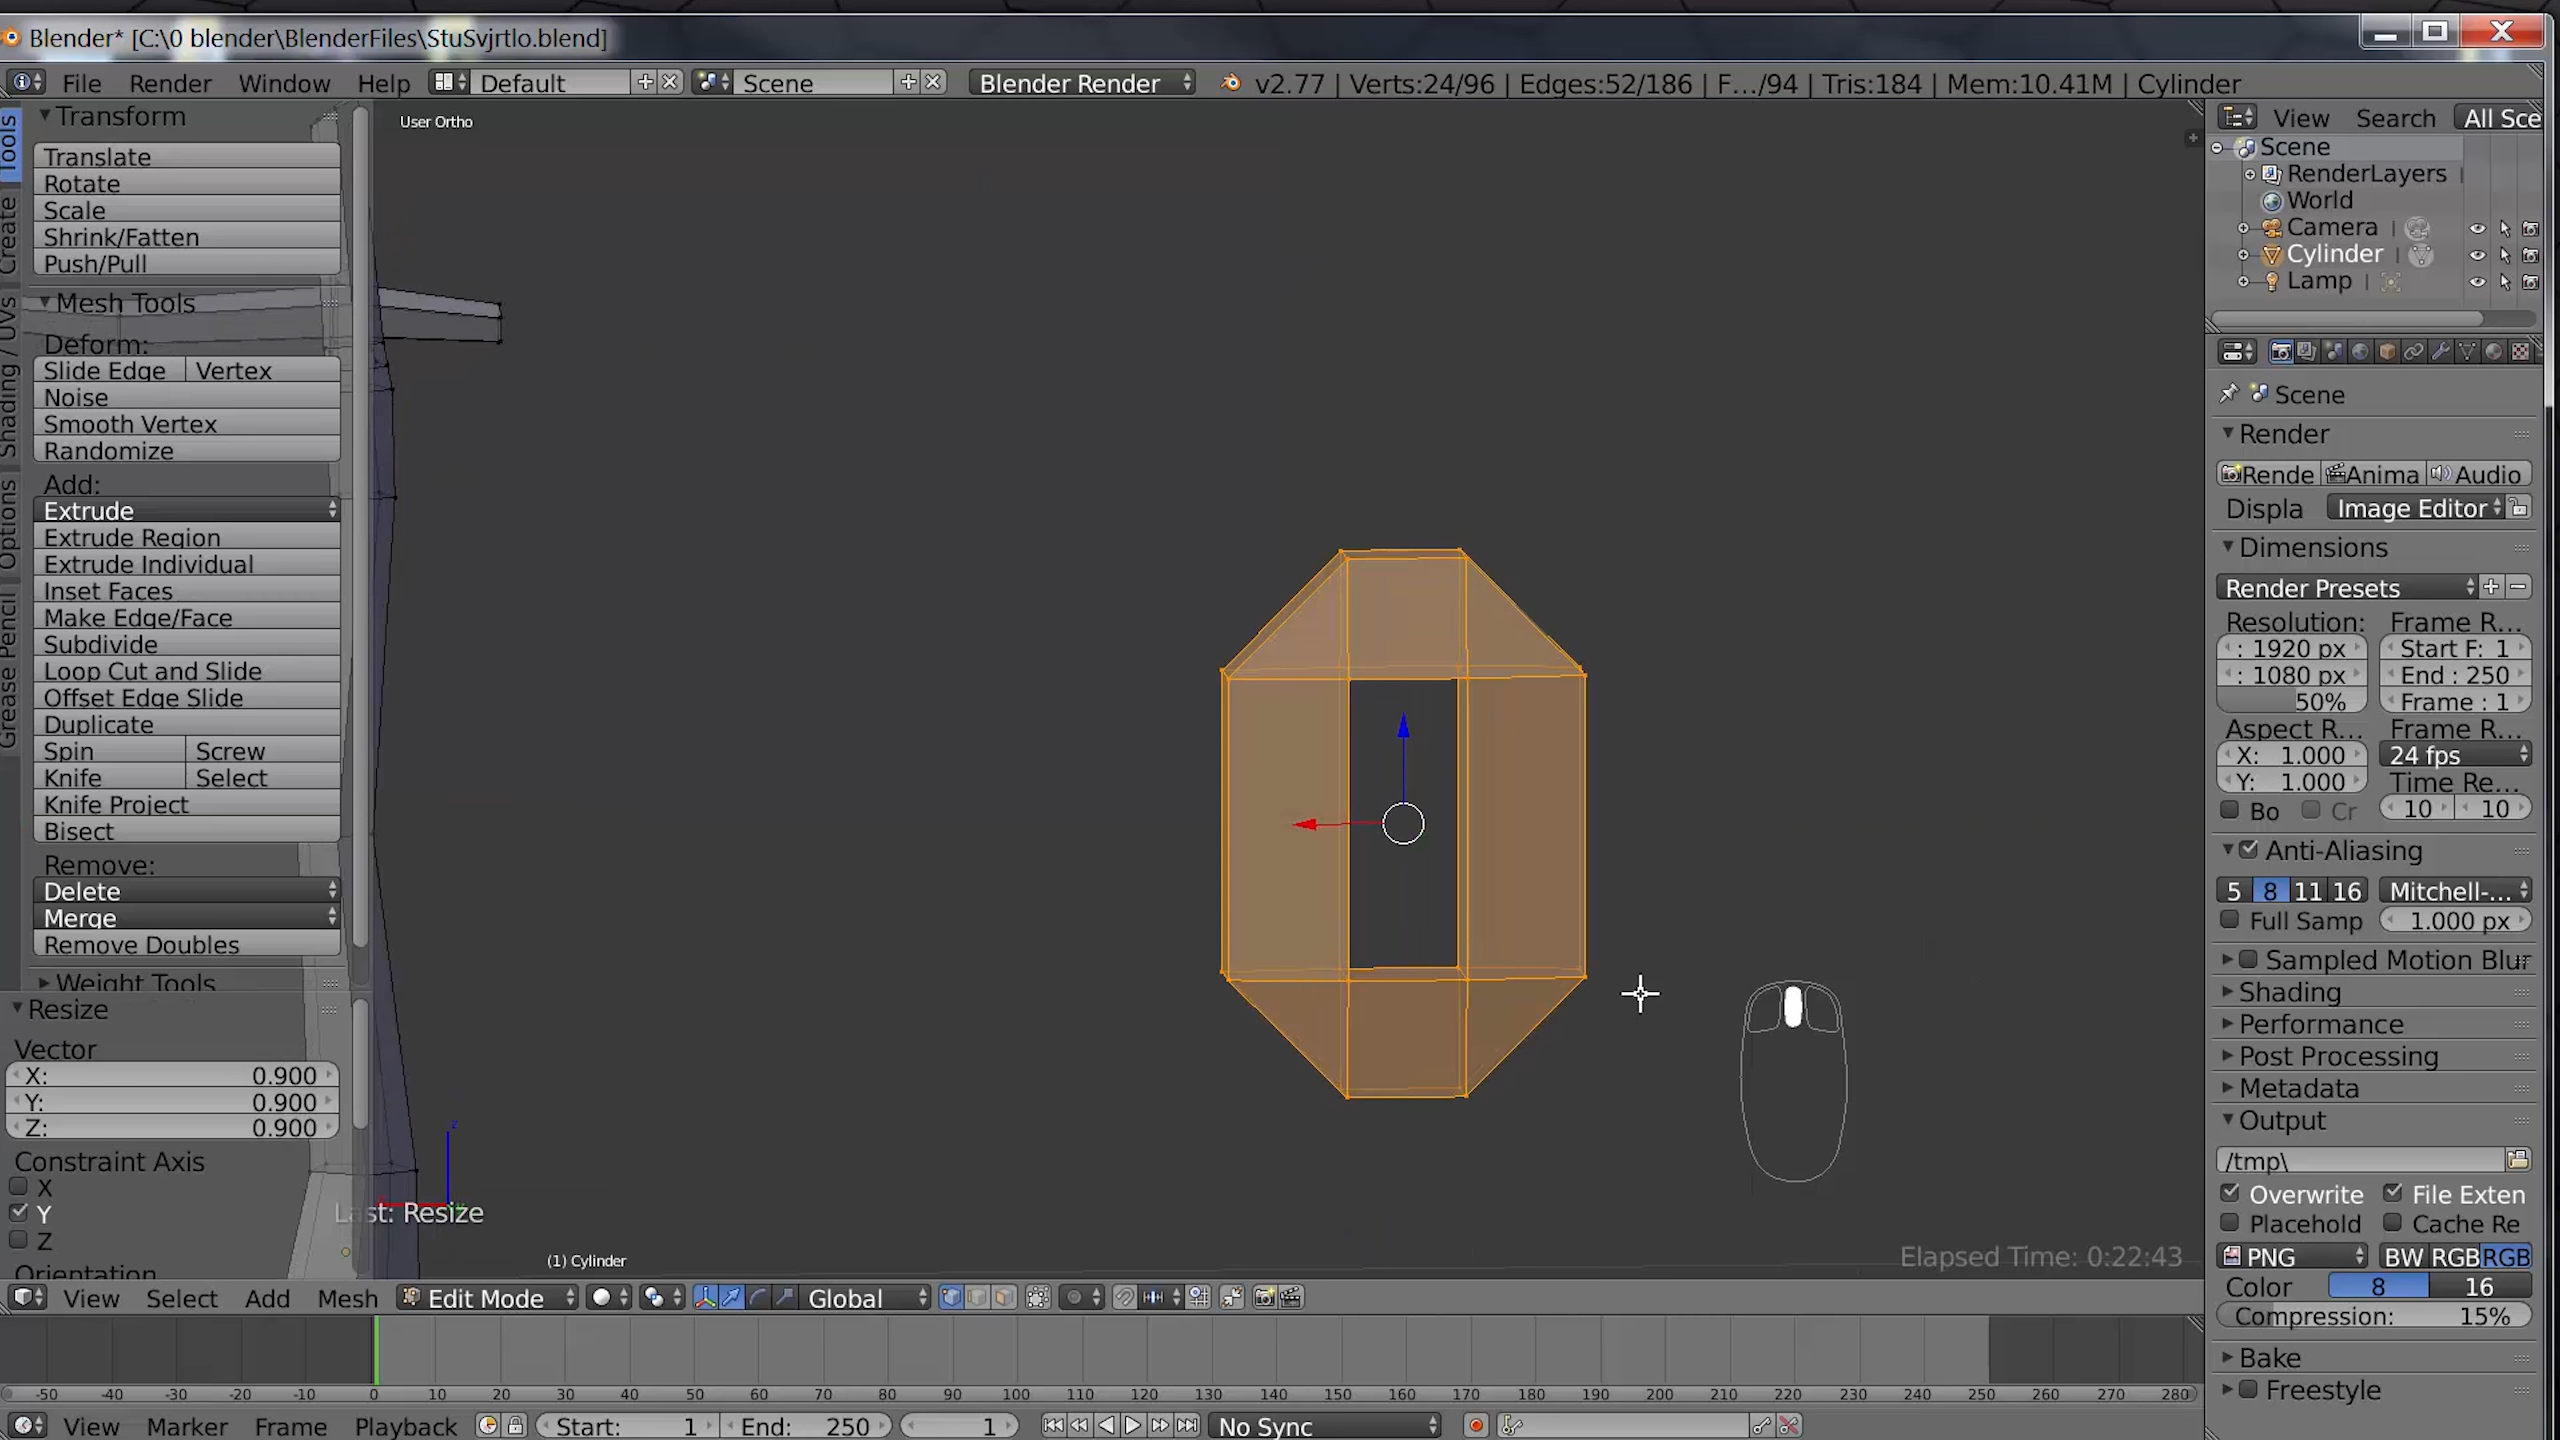 Blender* [C:\0 blender\BlenderFiles\StuSvjrtlo.blend]
File Render Window Help Default Scene Blender Render v2.77 | Verts:24/96 | Edges:52/186 | F.../94 | Tris:184 | Mem:10.41M | Cylinder
Tools
Create
Shading / UVs
Options
Grease Pencil
Transform
Translate
Rotate
Scale
Shrink/Fatten
Push/Pull
Mesh Tools
Deform:
Slide Edge Vertex
Noise
Smooth Vertex
Randomize
Add:
Extrude
Extrude Region
Extrude Individual
Inset Faces
Make Edge/Face
Subdivide
Loop Cut and Slide
Offset Edge Slide
Duplicate
Spin Screw
Knife Select
Knife Project
Bisect
Remove:
Delete
Merge
Remove Doubles
Weight Tools
Resize
Vector
X: 0.900
Y: 0.900
Z: 0.900
Constraint Axis
X
Y
Z
Orientation
User Ortho
z
Last: Resize
(1) Cylinder
Elapsed Time: 0:22:43
View Select Add Mesh Edit Mode Global
-50 -40 -30 -20 -10 0 10 20 30 40 50 60 70 80 90 100 110 120 130 140 150 160 170 180 190 200 210 220 230 240 250 260 270 280
View Marker Frame Playback Start: 1 End: 250 1 No Sync
View Search All Sce
Scene
RenderLayers
World
Camera
Cylinder
Lamp
Scene
Render
Rende Anima Audio
Displa Image Editor
Dimensions
Render Presets
Resolution: Frame R...
: 1920 px Start F: 1
: 1080 px End : 250
50% Frame : 1
Aspect R... Frame R...
X: 1.000 24 fps
Y: 1.000 Time Re...
Bo Cr 10 10
Anti-Aliasing
5 8 11 16 Mitchell-...
Full Samp 1.000 px
Sampled Motion Blur
Shading
Performance
Post Processing
Metadata
Output
/tmp\
Overwrite File Exten
Placehold Cache Re
PNG BW RGB RGB
Color 8 16
Compression: 15%
Bake
Freestyle